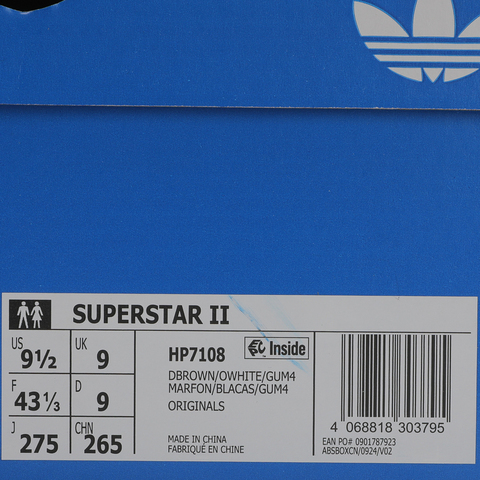 SUPERSTAR II
US 9½ UK 9
F 43⅓ D 9
J 275 CHN 265
HP7108 Inside
DBROWN/OWHITE/GUM4
MARFON/BLACAS/GUM4
ORIGINALS
MADE IN CHINA
FABRIQUÉ EN CHINE
4 068818 303795
EAN PO# 0901787923
ABSBOXCN/0924/V02